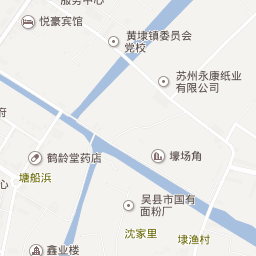 服务中心
悦豪宾馆
黄埭镇委员会
党校
苏州永康纸业
有限公司
府
鹤龄堂药店
壕场角
塘船浜
心
吴县市国有
面粉厂
沈家里
埭渔村
鑫业楼